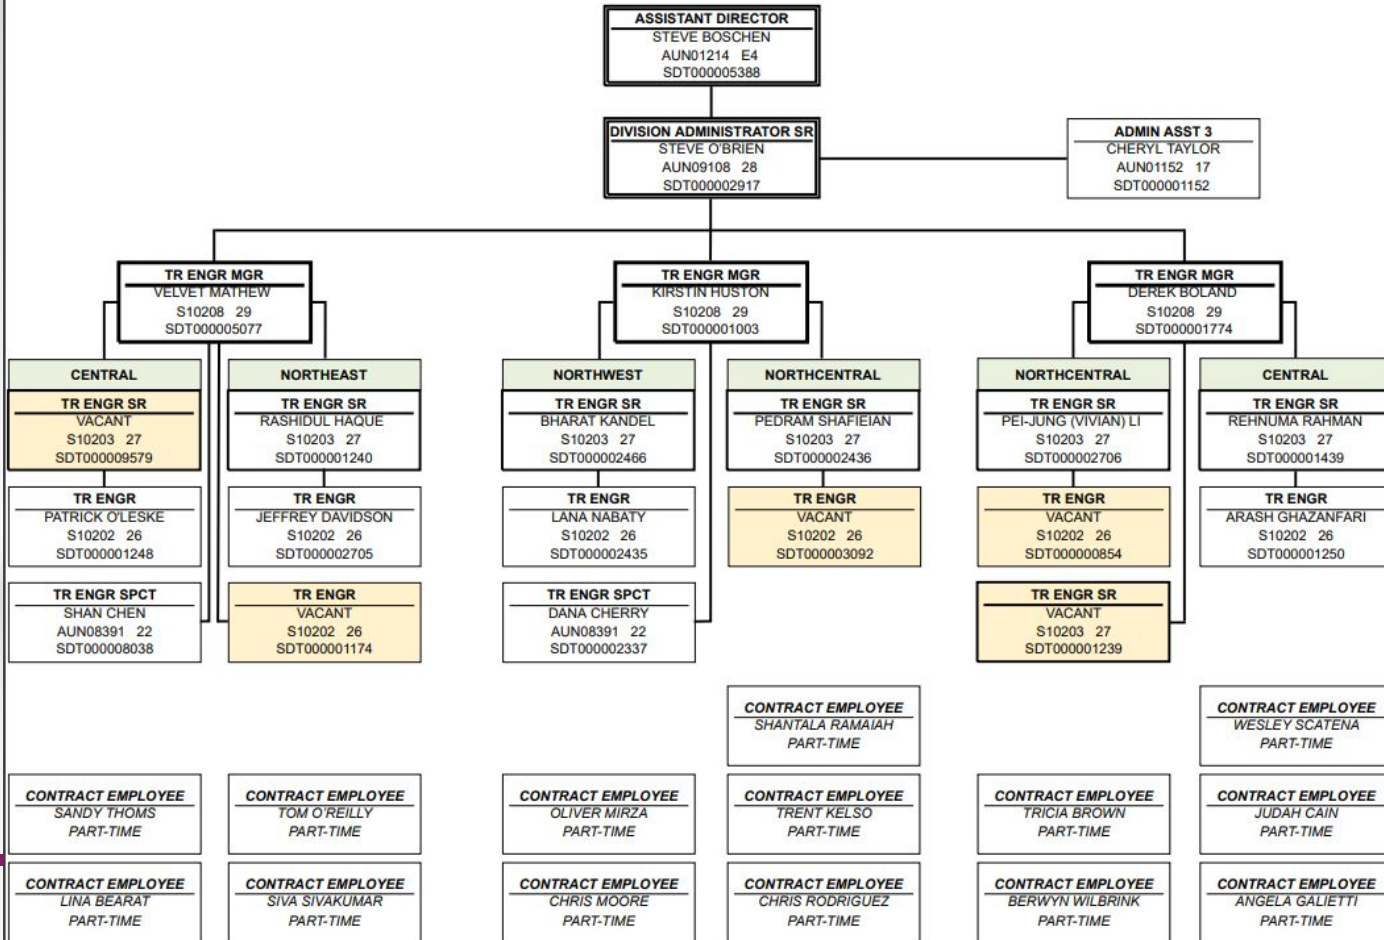 ASSISTANT DIRECTOR
STEVE BOSCHEN
AUN01214 E4
SDT000005388
DIVISION ADMINISTRATOR SR
STEVE O'BRIEN
AUN09108 28
SDT000002917
ADMIN ASST 3
CHERYL TAYLOR
AUN01152 17
SDT000001152
TR ENGR MGR
VELVET MATHEW
S10208 29
SDT000005077
TR ENGR MGR
KIRSTIN HUSTON
S10208 29
SDT000001003
TR ENGR MGR
DEREK BOLAND
S10208 29
SDT000001774
CENTRAL
TR ENGR SR
VACANT
S10203 27
SDT000009579
TR ENGR
PATRICK O'LESKE
S10202 26
SDT000001248
TR ENGR SPCT
SHAN CHEN
AUN08391 22
SDT000008038
NORTHEAST
TR ENGR SR
RASHIDUL HAQUE
S10203 27
SDT000001240
TR ENGR
JEFFREY DAVIDSON
S10202 26
SDT000002705
TR ENGR
VACANT
S10202 26
SDT000001174
NORTHWEST
TR ENGR SR
BHARAT KANDEL
S10203 27
SDT000002466
TR ENGR
LANA NABATY
S10202 26
SDT000002435
TR ENGR SPCT
DANA CHERRY
AUN08391 22
SDT000002337
NORTHCENTRAL
TR ENGR SR
PEDRAM SHAFIEIAN
S10203 27
SDT000002436
TR ENGR
VACANT
S10202 26
SDT000003092
NORTHCENTRAL
TR ENGR SR
PEI-JUNG (VIVIAN) LI
S10203 27
SDT000002706
TR ENGR
VACANT
S10202 26
SDT000000854
TR ENGR SR
VACANT
S10203 27
SDT000001239
CENTRAL
TR ENGR SR
REHNUMA RAHMAN
S10203 27
SDT000001439
TR ENGR
ARASH GHAZANFARI
S10202 26
SDT000001250
CONTRACT EMPLOYEE
SHANTALA RAMAIAH
PART-TIME
CONTRACT EMPLOYEE
WESLEY SCATENA
PART-TIME
CONTRACT EMPLOYEE
SANDY THOMS
PART-TIME
CONTRACT EMPLOYEE
TOM O'REILLY
PART-TIME
CONTRACT EMPLOYEE
OLIVER MIRZA
PART-TIME
CONTRACT EMPLOYEE
TRENT KELSO
PART-TIME
CONTRACT EMPLOYEE
TRICIA BROWN
PART-TIME
CONTRACT EMPLOYEE
JUDAH CAIN
PART-TIME
CONTRACT EMPLOYEE
LINA BEARAT
PART-TIME
CONTRACT EMPLOYEE
SIVA SIVAKUMAR
PART-TIME
CONTRACT EMPLOYEE
CHRIS MOORE
PART-TIME
CONTRACT EMPLOYEE
CHRIS RODRIGUEZ
PART-TIME
CONTRACT EMPLOYEE
BERWYN WILBRINK
PART-TIME
CONTRACT EMPLOYEE
ANGELA GALIETTI
PART-TIME